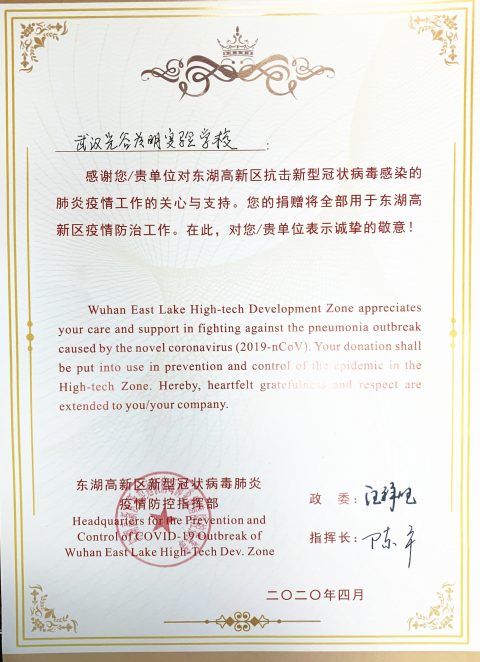 武汉光谷为明实验学校：
感谢您/贵单位对东湖高新区抗击新型冠状病毒感染的
肺炎疫情工作的关心与支持。您的捐赠将全部用于东湖高
新区疫情防治工作。在此，对您/贵单位表示诚挚的敬意！
Wuhan East Lake High-tech Development Zone appreciates
your care and support in fighting against the pneumonia outbreak
caused by the novel coronavirus (2019-nCoV). Your donation shall
be put into use in prevention and control of the epidemic in the
High-tech Zone. Hereby, heartfelt gratefulness and respect are
extended to you/your company.
东湖高新区新型冠状病毒肺炎
疫情防控指挥部
Headquarters for the Prevention and
Control of COVID-19 Outbreak of
Wuhan East Lake High-Tech Dev. Zone
政 委：
指挥长：
二〇二〇年四月